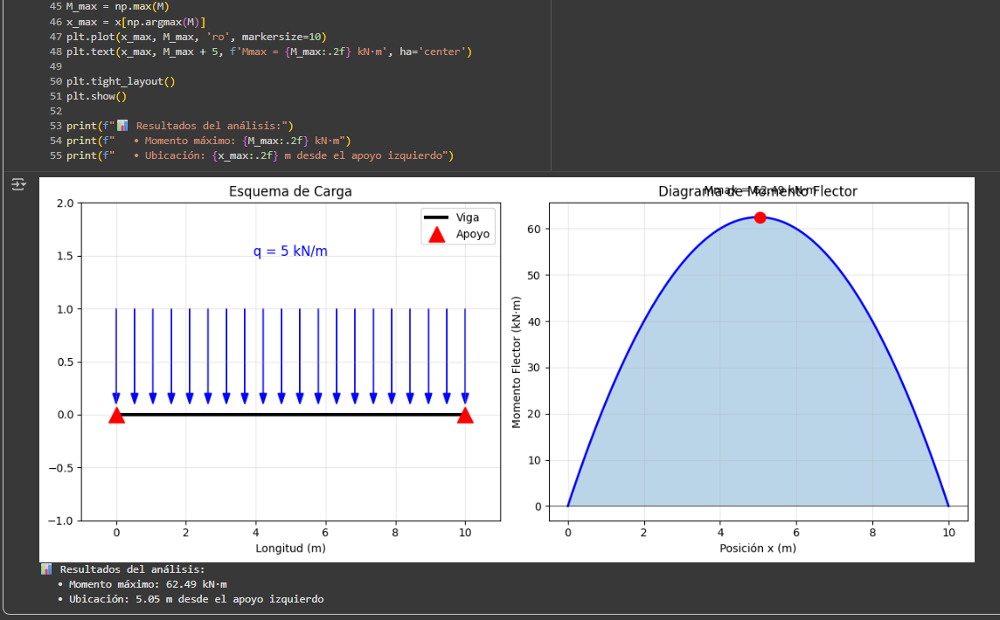 45 M_max = np.max(M)
46 x_max = x[np.argmax(M)]
47 plt.plot(x_max, M_max, 'ro', markersize=10)
48 plt.text(x_max, M_max + 5, f'Mmax = {M_max:.2f} kN·m', ha='center')
49
50 plt.tight_layout()
51 plt.show()
52
53 print(f"📊 Resultados del análisis:")
54 print(f"   • Momento máximo: {M_max:.2f} kN·m")
55 print(f"   • Ubicación: {x_max:.2f} m desde el apoyo izquierdo")
Esquema de Carga
2.0
1.5
1.0
0.5
0.0
−0.5
−1.0
Viga
Apoyo
q = 5 kN/m
0 2 4 6 8 10
Longitud (m)
Diagrama de Momento Flector
Mmax = 62.49 kN·m
Momento Flector (kN·m)
60
50
40
30
20
10
0
0 2 4 6 8 10
Posición x (m)
📊 Resultados del análisis:
• Momento máximo: 62.49 kN·m
• Ubicación: 5.05 m desde el apoyo izquierdo